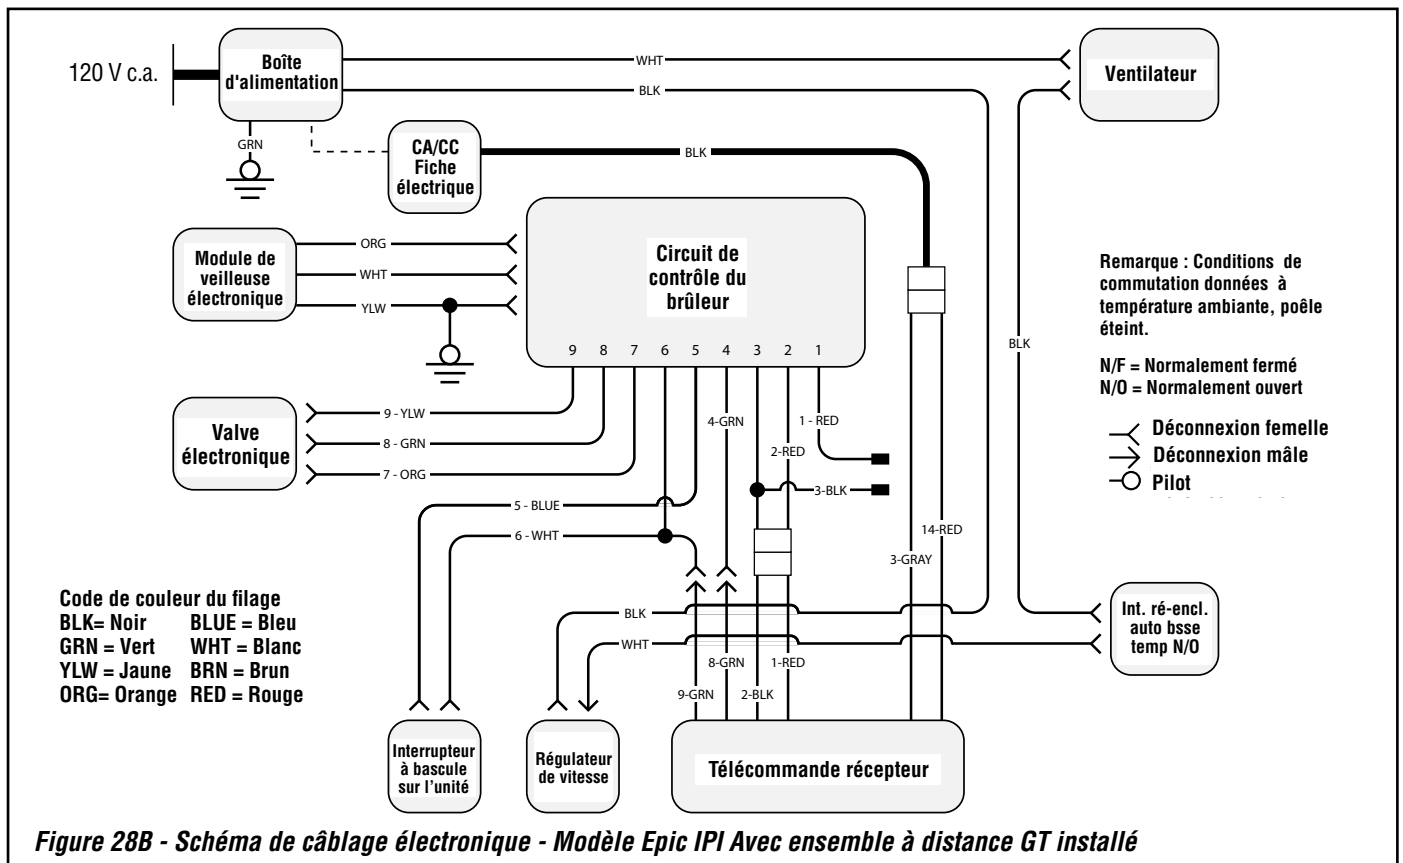 120 V c.a.
Boîte
d'alimentation
WHT
BLK
Ventilateur
GRN
CA/CC
Fiche
électrique
BLK
Module de
veilleuse
électronique
ORG
WHT
YLW
Circuit de
contrôle du
brûleur
9 8 7 6 5 4 3 2 1
Remarque : Conditions de
commutation données à
température ambiante, poêle
éteint.
N/F = Normalement fermé
N/O = Normalement ouvert
BLK
Déconnexion femelle
Déconnexion mâle
Pilot
Valve
électronique
9 - YLW
8 - GRN
7 - ORG
4-GRN
1 - RED
2-RED
3-BLK
5 - BLUE
6 - WHT
14-RED
3-GRAY
Code de couleur du filage
BLK= Noir BLUE = Bleu
GRN = Vert WHT = Blanc
YLW = Jaune BRN = Brun
ORG= Orange RED = Rouge
BLK
WHT
8-GRN
1-RED
9-GRN
2-BLK
Int. ré-encl.
auto bsse
temp N/O
Interrupteur
à bascule
sur l'unité
Régulateur
de vitesse
Télécommande récepteur
Figure 28B - Schéma de câblage électronique - Modèle Epic IPI Avec ensemble à distance GT installé